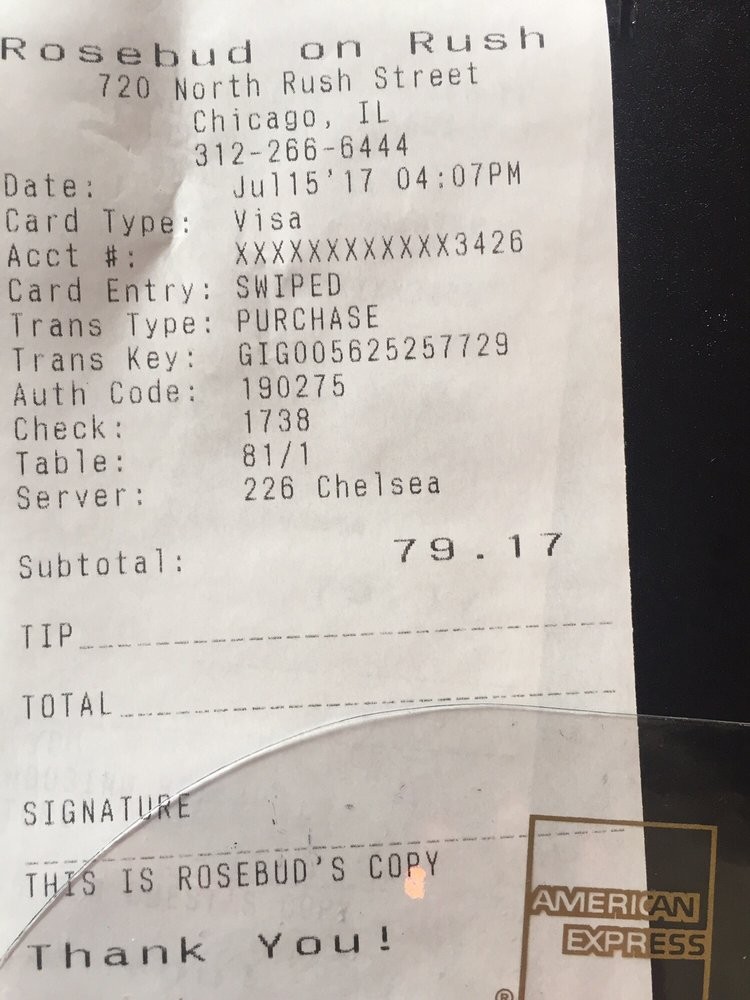 Rosebud on Rush
720 North Rush Street
Chicago, IL
312-266-6444
Date: Jul15'17 04:07PM
Card Type: Visa
Acct #: XXXXXXXXXXXX3426
Card Entry: SWIPED
Trans Type: PURCHASE
Trans Key: GIG005625257729
Auth Code: 190275
Check: 1738
Table: 81/1
Server: 226 Chelsea
Subtotal: 79.17
TIP
TOTAL
SIGNATURE
THIS IS ROSEBUD'S COPY
Thank You!
AMERICAN
EXPRESS
®